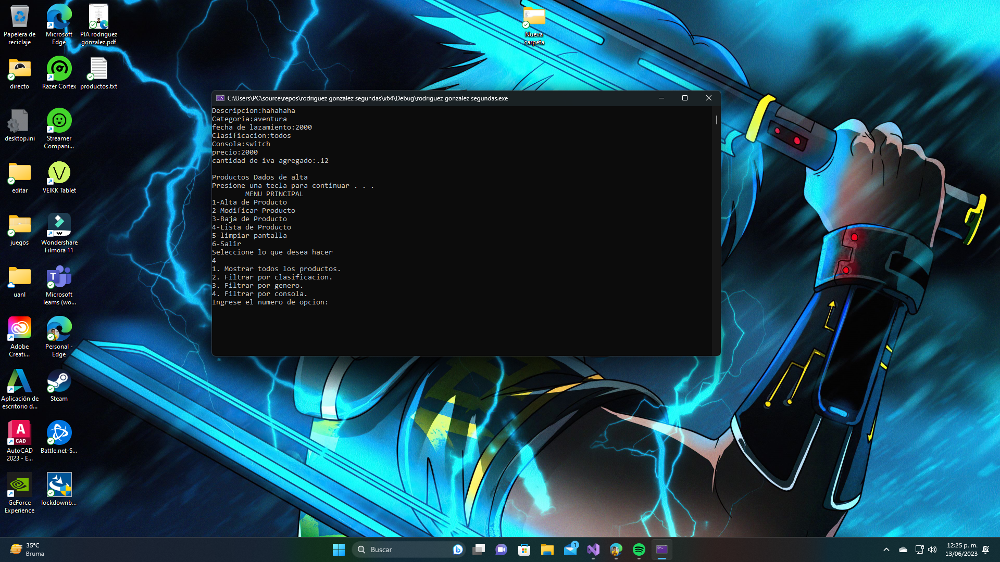 Papelera de
reciclaje
Microsoft
Edge
PIA rodriguez
gonzalez.pdf
Nueva
carpeta
directo
Razer Cortex
productos.txt
desktop.ini
Streamer
Compani...
editar
VEIKK Tablet
juegos
Wondershare
Filmora 11
uanl
Microsoft
Teams (wo...
Adobe
Creati...
Personal -
Edge
Aplicación de
escritorio d...
Steam
AutoCAD
2023 - E...
Battle.net-S...
GeForce
Experience
lockdownb...
C:\Users\PC\source\repos\rodriguez gonzalez segundas\x64\Debug\rodriguez gonzalez segundas.exe
Descripcion:hahahaha
Categoria:aventura
fecha de lazamiento:2000
Clasificacion:todos
Consola:switch
precio:2000
cantidad de iva agregado:.12
Productos Dados de alta
Presione una tecla para continuar . . .
MENU PRINCIPAL
1-Alta de Producto
2-Modificar Producto
3-Baja de Producto
4-Lista de Producto
5-limpiar pantalla
6-Salir
Seleccione lo que desea hacer
4
1. Mostrar todos los productos.
2. Filtrar por clasificacion.
3. Filtrar por genero.
4. Filtrar por consola.
Ingrese el numero de opcion:
35°C
Bruma
Buscar
1
12:25 p. m.
13/06/2023